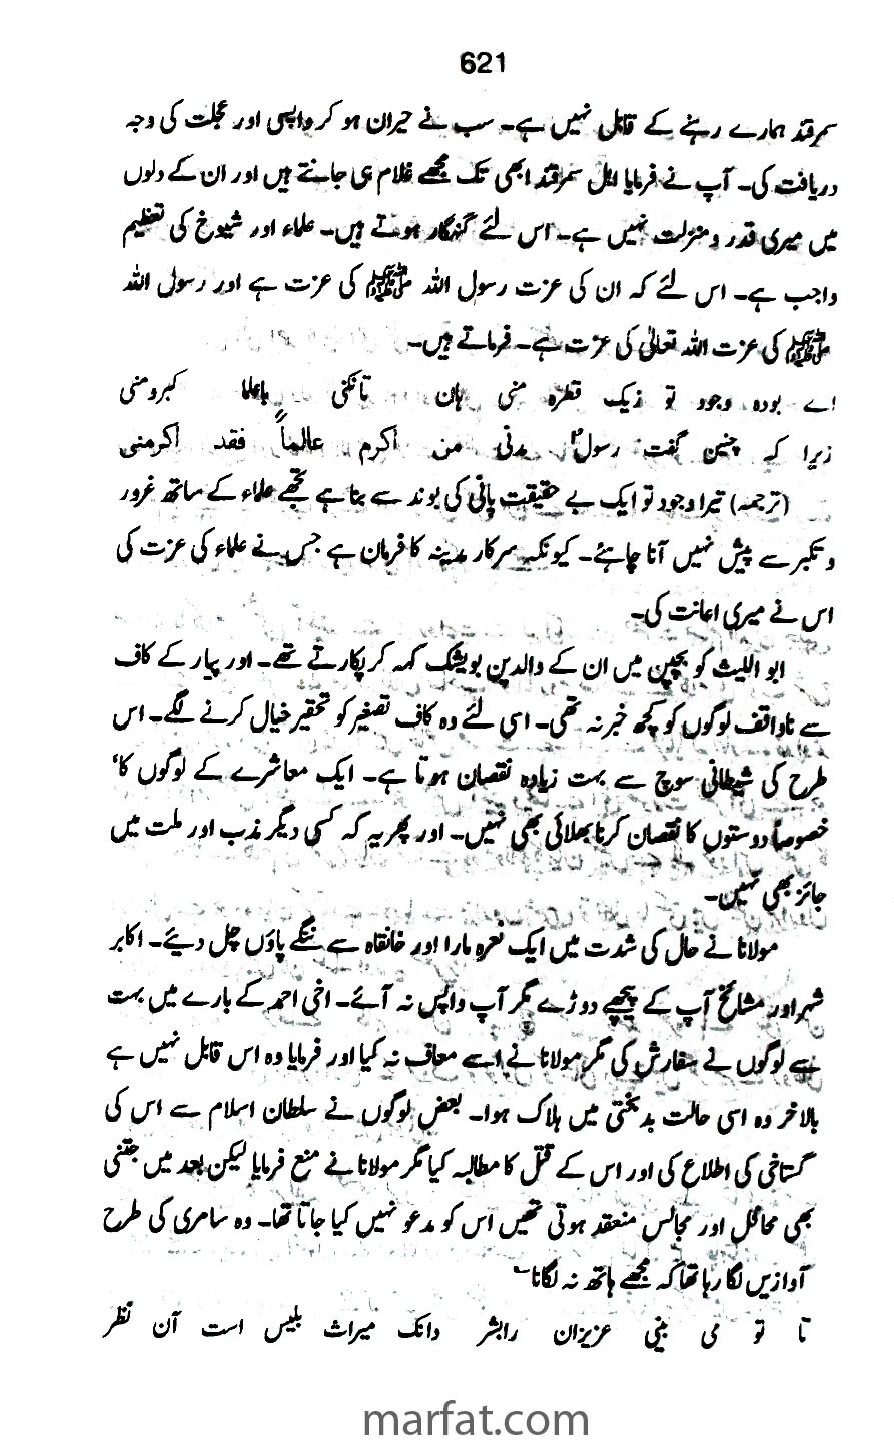 621
سمرقند ہمارے رہنے کے قابل نہیں ہے۔ سب نے حیران ہو کر واپسی اور عجلت کی وجہ
دریافت کی۔ آپ نے فرمایا اہل سمرقند ابھی تک مجھے غلام ہی جانتے ہیں اور ان کے دلوں
میں میری قدر و منزلت نہیں ہے۔ اس لئے گنہگار ہوتے ہیں۔ علماء اور شیوخ کی تعظیم
واجب ہے۔ اس لئے کہ ان کی عزت رسول اللہ ﷺ کی عزت ہے اور رسول اللہ
ﷺ کی عزت اللہ تعالیٰ کی عزت ہے۔ فرماتے ہیں۔
اے بودہ وجود تو زیک قطرہ منی ہان تانکنی باعلما کبرومنی
زیرا کہ چنین گفت رسولؐ مدنی من اکرم عالماً فقد اکرمنی
(ترجمہ) تیرا وجود تو ایک بے حقیقت پانی کی بوند سے بنا ہے تجھے علماء کے ساتھ غرور
و تکبر سے پیش نہیں آنا چاہئے۔ کیونکہ سرکار مدینہ کا فرمان ہے جس نے علماء کی عزت کی
اس نے میری اعانت کی۔
ابو اللیث کو بچپن میں ان کے والدین بویشک کہہ کر پکارتے تھے۔ اور پیار کے کاف
سے ناواقف لوگوں کو کچھ خبر نہ تھی۔ اسی لئے وہ کاف تصغیر کو تحقیر خیال کرنے لگے۔ اس
طرح کی شیطانی سوچ سے بہت زیادہ نقصان ہوتا ہے۔ ایک معاشرے کے لوگوں کا'
خصوصاً دوستوں کا نقصان کرنا بھلائی بھی نہیں۔ اور پھر یہ کہ کسی دیگر مذہب اور ملت میں
جائز بھی نہیں۔
مولانا نے حال کی شدت میں ایک نعرہ مارا اور خانقاہ سے ننگے پاؤں چل دیئے۔ اکابر
شہر اور مشائخ آپ کے پیچھے دوڑے مگر آپ واپس نہ آئے۔ اخی احمد کے بارے میں بہت
سے لوگوں نے سفارش کی مگر مولانا نے اسے معاف نہ کیا اور فرمایا وہ اس قابل نہیں ہے
بالاخر وہ اسی حالت بدبختی میں ہلاک ہوا۔ بعض لوگوں نے سلطان اسلام سے اس کی
گستاخی کی اطلاع کی اور اس کے قتل کا مطالبہ کیا مگر مولانا نے منع فرمایا لیکن بعد میں جتنی
بھی محافل اور مجالس منعقد ہوتی تھیں اس کو مدعو نہیں کیا جاتا تھا۔ وہ سامری کی طرح
آوازیں لگا رہا تھا کہ مجھے ہاتھ نہ لگانا۔
تا تو می بینی عزیزان رابشر دانک میراث بلیس است آن نظر
marfat.com